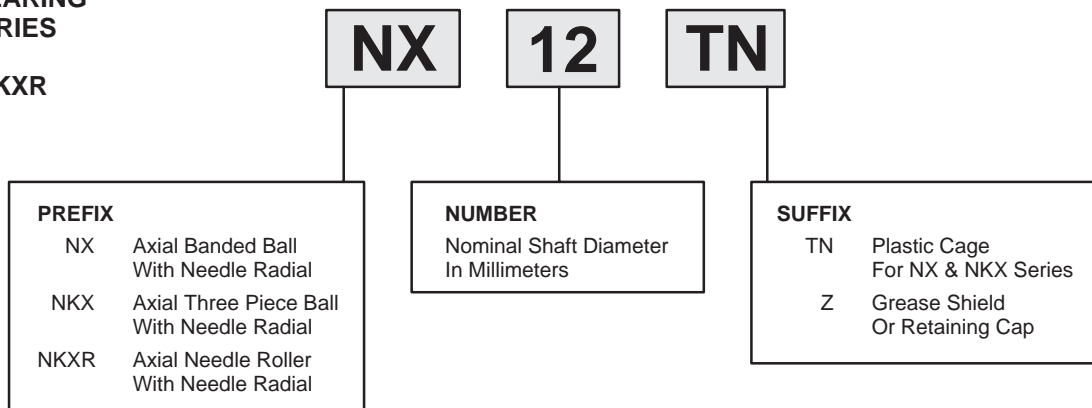 RIES
KXR
NX 12 TN
PREFIX
NX Axial Banded Ball
With Needle Radial
NKX Axial Three Piece Ball
With Needle Radial
NKXR Axial Needle Roller
With Needle Radial
NUMBER
Nominal Shaft Diameter
In Millimeters
SUFFIX
TN Plastic Cage
For NX & NKX Series
Z Grease Shield
Or Retaining Cap